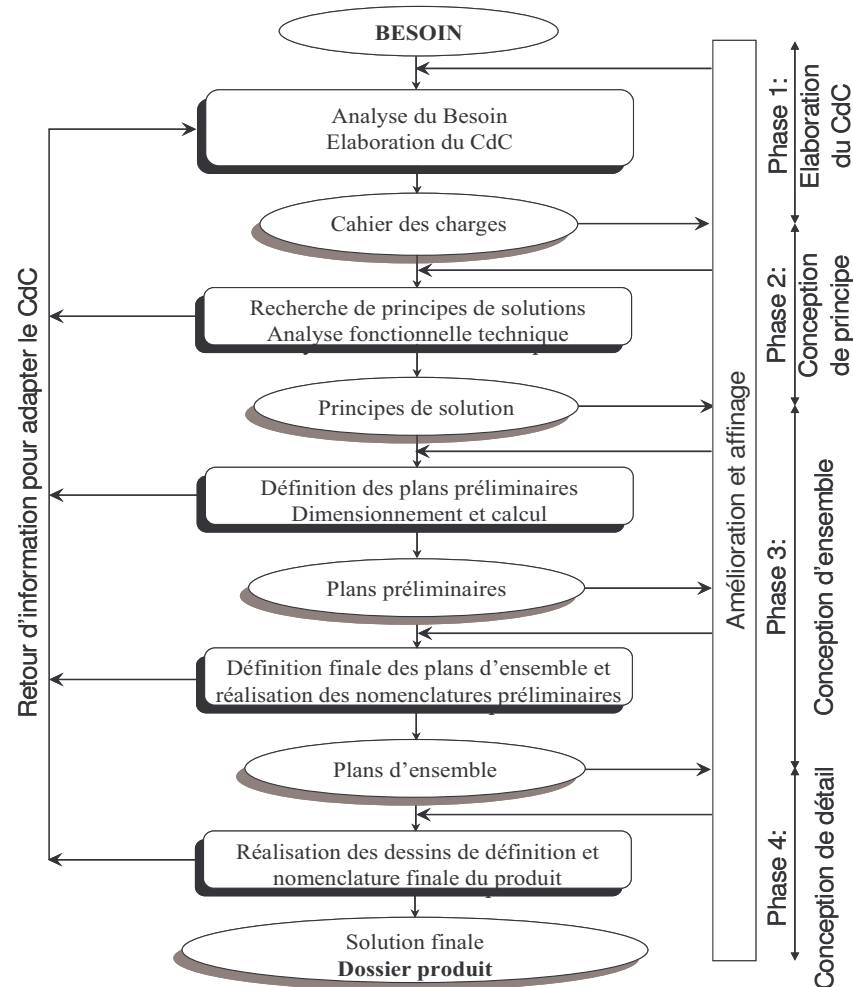 BESOIN
Analyse du Besoin
Elaboration du CdC
Cahier des charges
Recherche de principes de solutions
Analyse fonctionnelle technique
Principes de solution
Définition des plans préliminaires
Dimensionnement et calcul
Plans préliminaires
Définition finale des plans d'ensemble et
réalisation des nomenclatures préliminaires
Plans d'ensemble
Réalisation des dessins de définition et
nomenclature finale du produit
Solution finale
Dossier produit
Retour d'information pour adapter le CdC
Amélioration et affinage
Phase 1:
Elaboration
du CdC
Phase 2:
Conception
de principe
Phase 3:
Conception d'ensemble
Phase 4:
Conception de détail